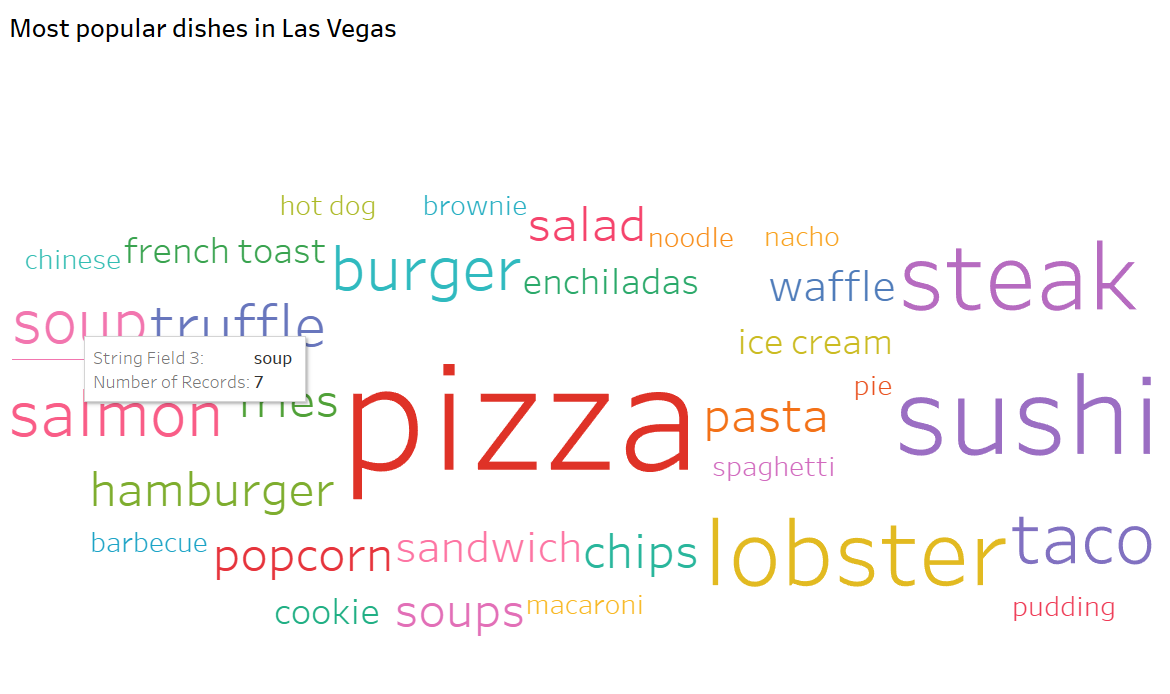 Most popular dishes in Las Vegas
hot dog
brownie
salad
noodle
nacho
chinese
french toast
burger
enchiladas
waffle
steak
soup
truffle
ice cream
String Field 3: soup
Number of Records: 7
salmon
fries
pizza
pasta
pie
sushi
spaghetti
hamburger
barbecue
popcorn
sandwich
chips
lobster
taco
cookie
soups
macaroni
pudding